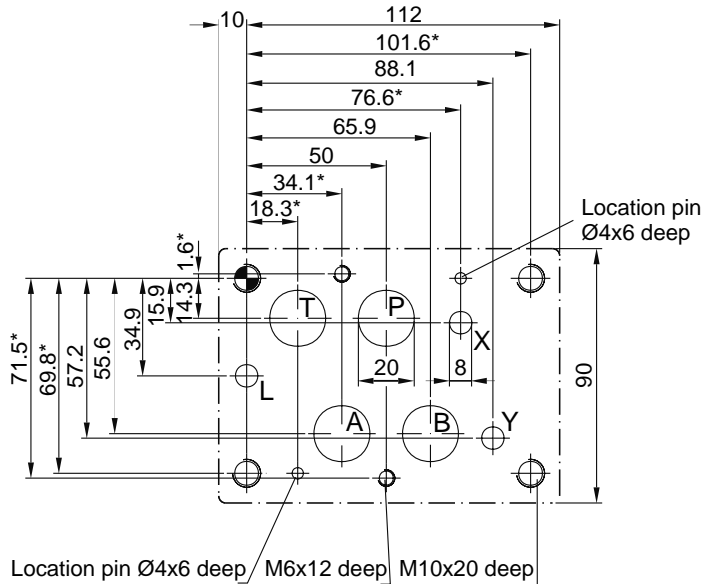 10
112
101.6*
88.1
76.6*
65.9
50
34.1*
18.3*
Location pin
Ø4x6 deep
1.6*
14.3
15.9
34.9
55.6
57.2
69.8*
71.5*
T
P
X
20
8
L
A
B
Y
90
Location pin Ø4x6 deep
M6x12 deep
M10x20 deep